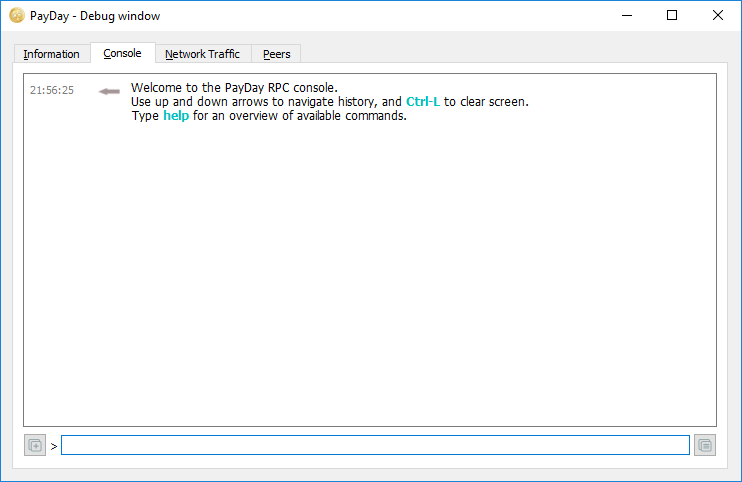 PayDay - Debug window
Information Console Network Traffic Peers
21:56:25 Welcome to the PayDay RPC console.
Use up and down arrows to navigate history, and Ctrl-L to clear screen.
Type help for an overview of available commands.
>